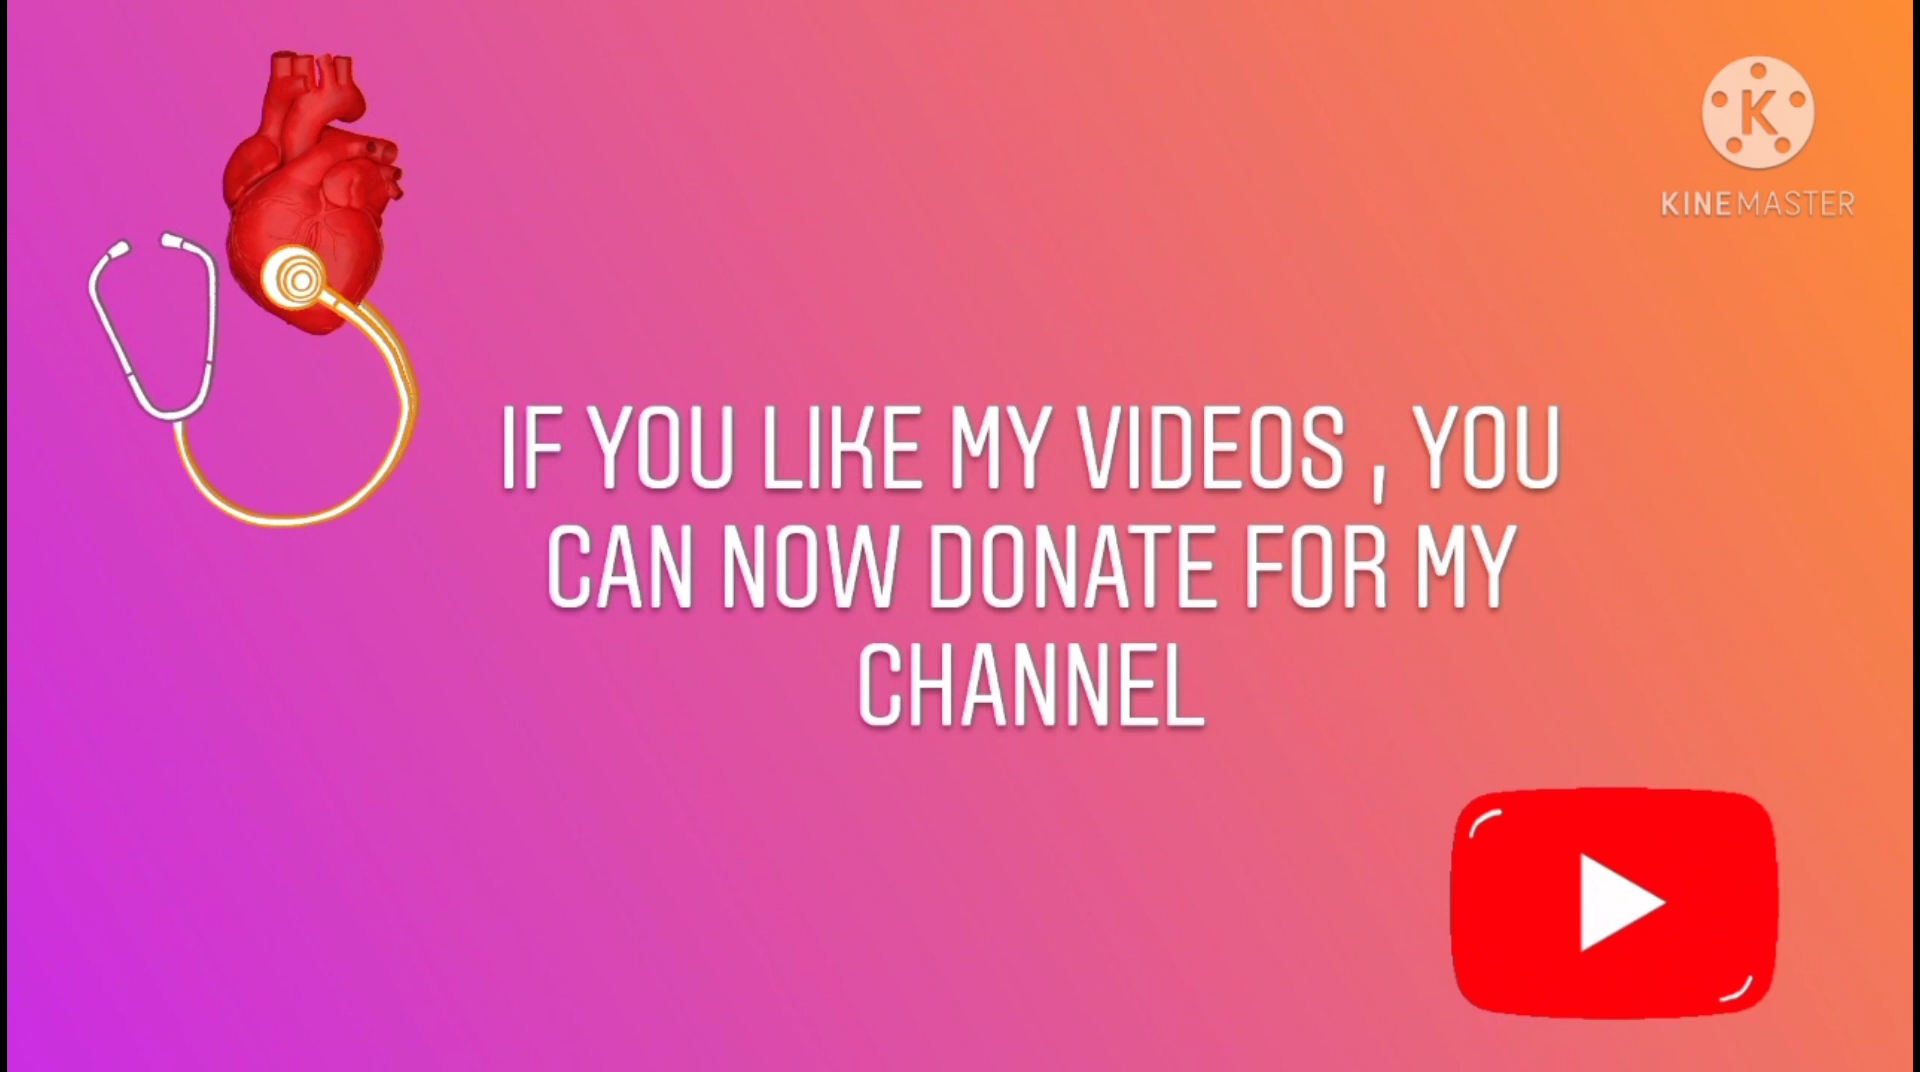 K
KINEMASTER
IF YOU LIKE MY VIDEOS , YOU
CAN NOW DONATE FOR MY
CHANNEL